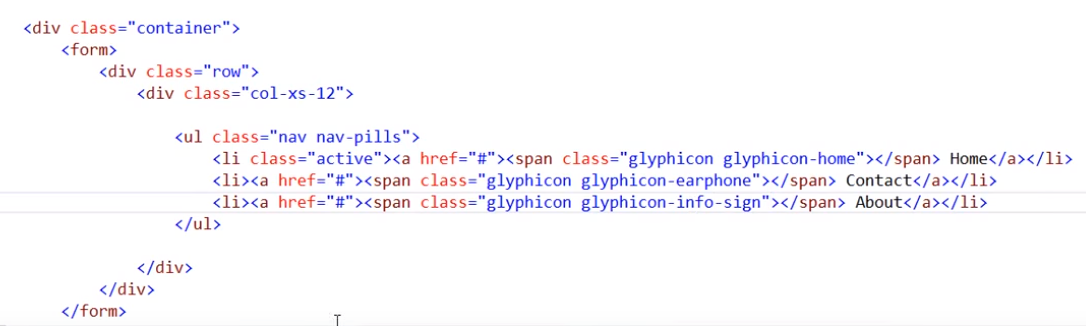 <div class="container">
<form>
<div class="row">
<div class="col-xs-12">
<ul class="nav nav-pills">
<li class="active"><a href="#"><span class="glyphicon glyphicon-home"></span> Home</a></li>
<li><a href="#"><span class="glyphicon glyphicon-earphone"></span> Contact</a></li>
<li><a href="#"><span class="glyphicon glyphicon-info-sign"></span> About</a></li>
</ul>
</div>
</div>
</form>